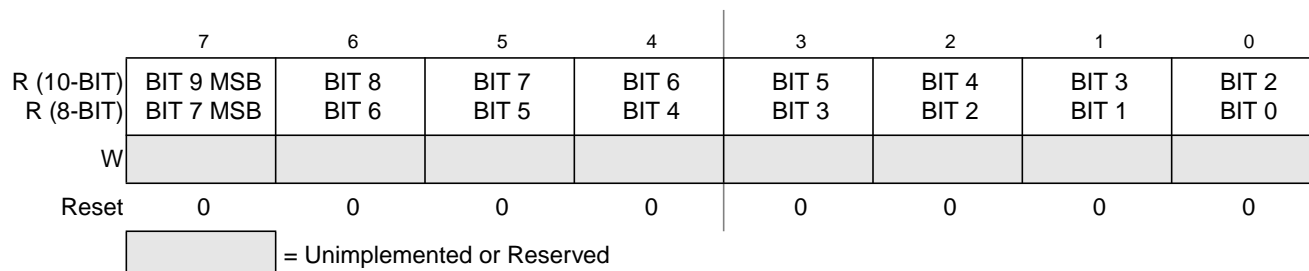 7 6 5 4 3 2 1 0
R (10-BIT) BIT 9 MSB BIT 8 BIT 7 BIT 6 BIT 5 BIT 4 BIT 3 BIT 2
R (8-BIT) BIT 7 MSB BIT 6 BIT 5 BIT 4 BIT 3 BIT 2 BIT 1 BIT 0
W
Reset 0 0 0 0 0 0 0 0
= Unimplemented or Reserved